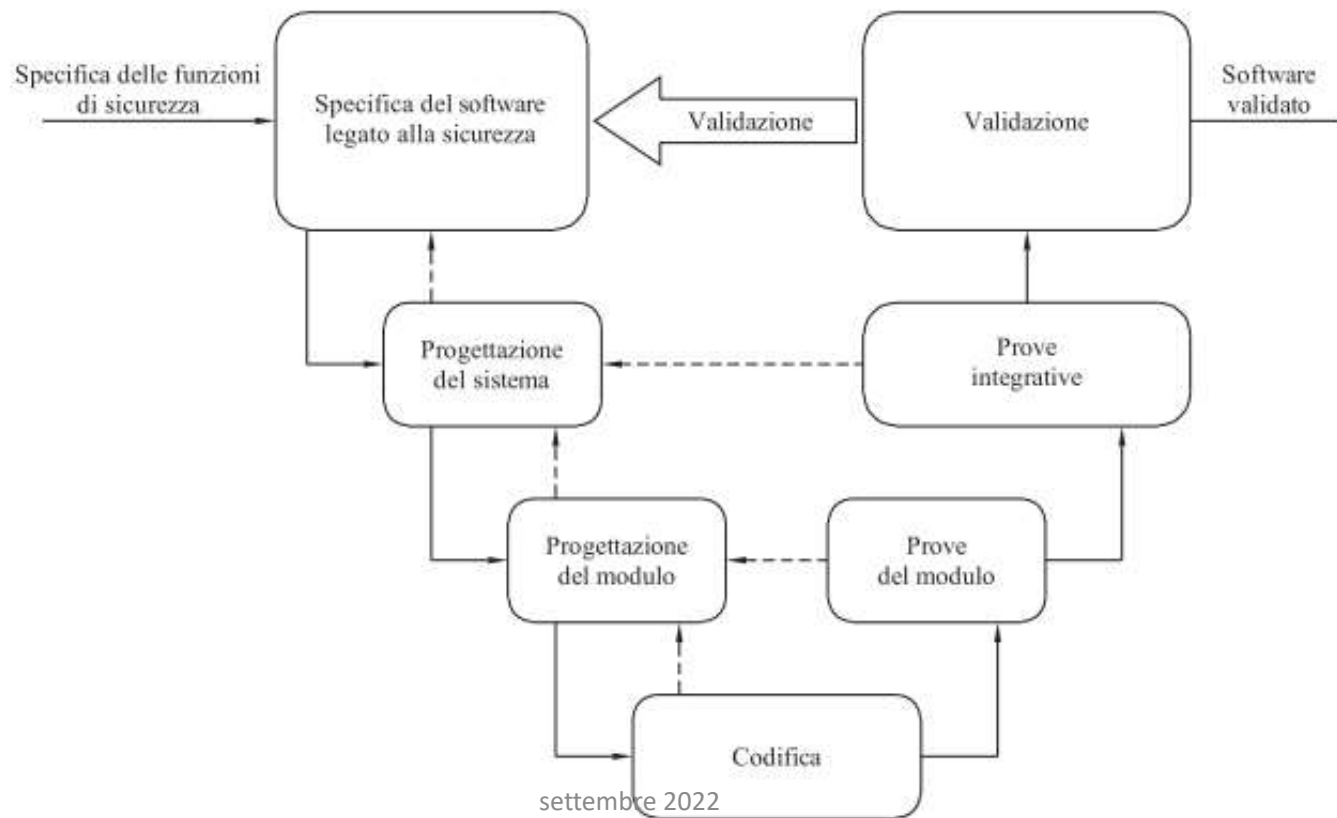 Specifica delle funzioni
di sicurezza
Specifica del software
legato alla sicurezza
Validazione
Validazione
Software
validato
Progettazione
del sistema
Prove
integrative
Progettazione
del modulo
Prove
del modulo
Codifica
settembre 2022